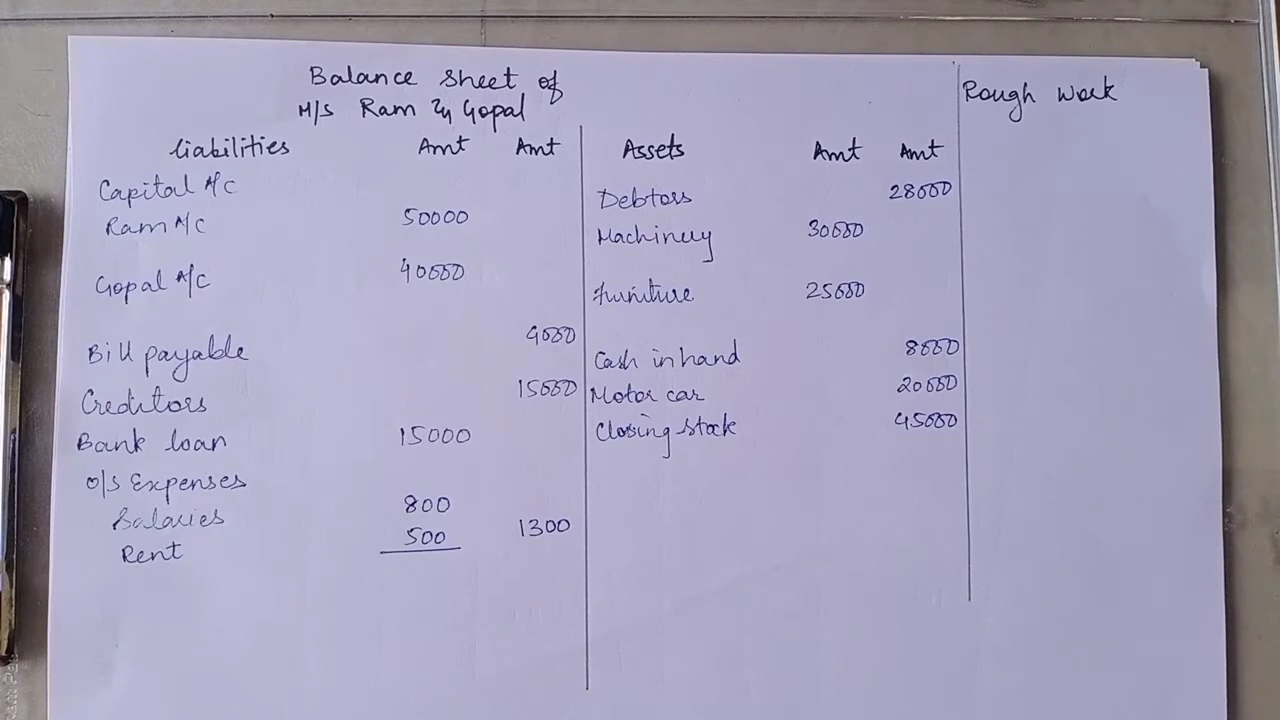 Balance Sheet of
M/S Ram & Gopal
Rough Work
Liabilities Amt Amt Assets Amt Amt
Capital A/C
Ram A/C 50000
Gopal A/C 40000
Bill payable 9000
Creditors 15000
Bank loan 15000
O/S Expenses
Salaries 800
Rent 500 1300
Debtors 28000
Machinery 30000
Furniture 25000
Cash in hand 8000
Motor car 20000
Closing Stock 45000